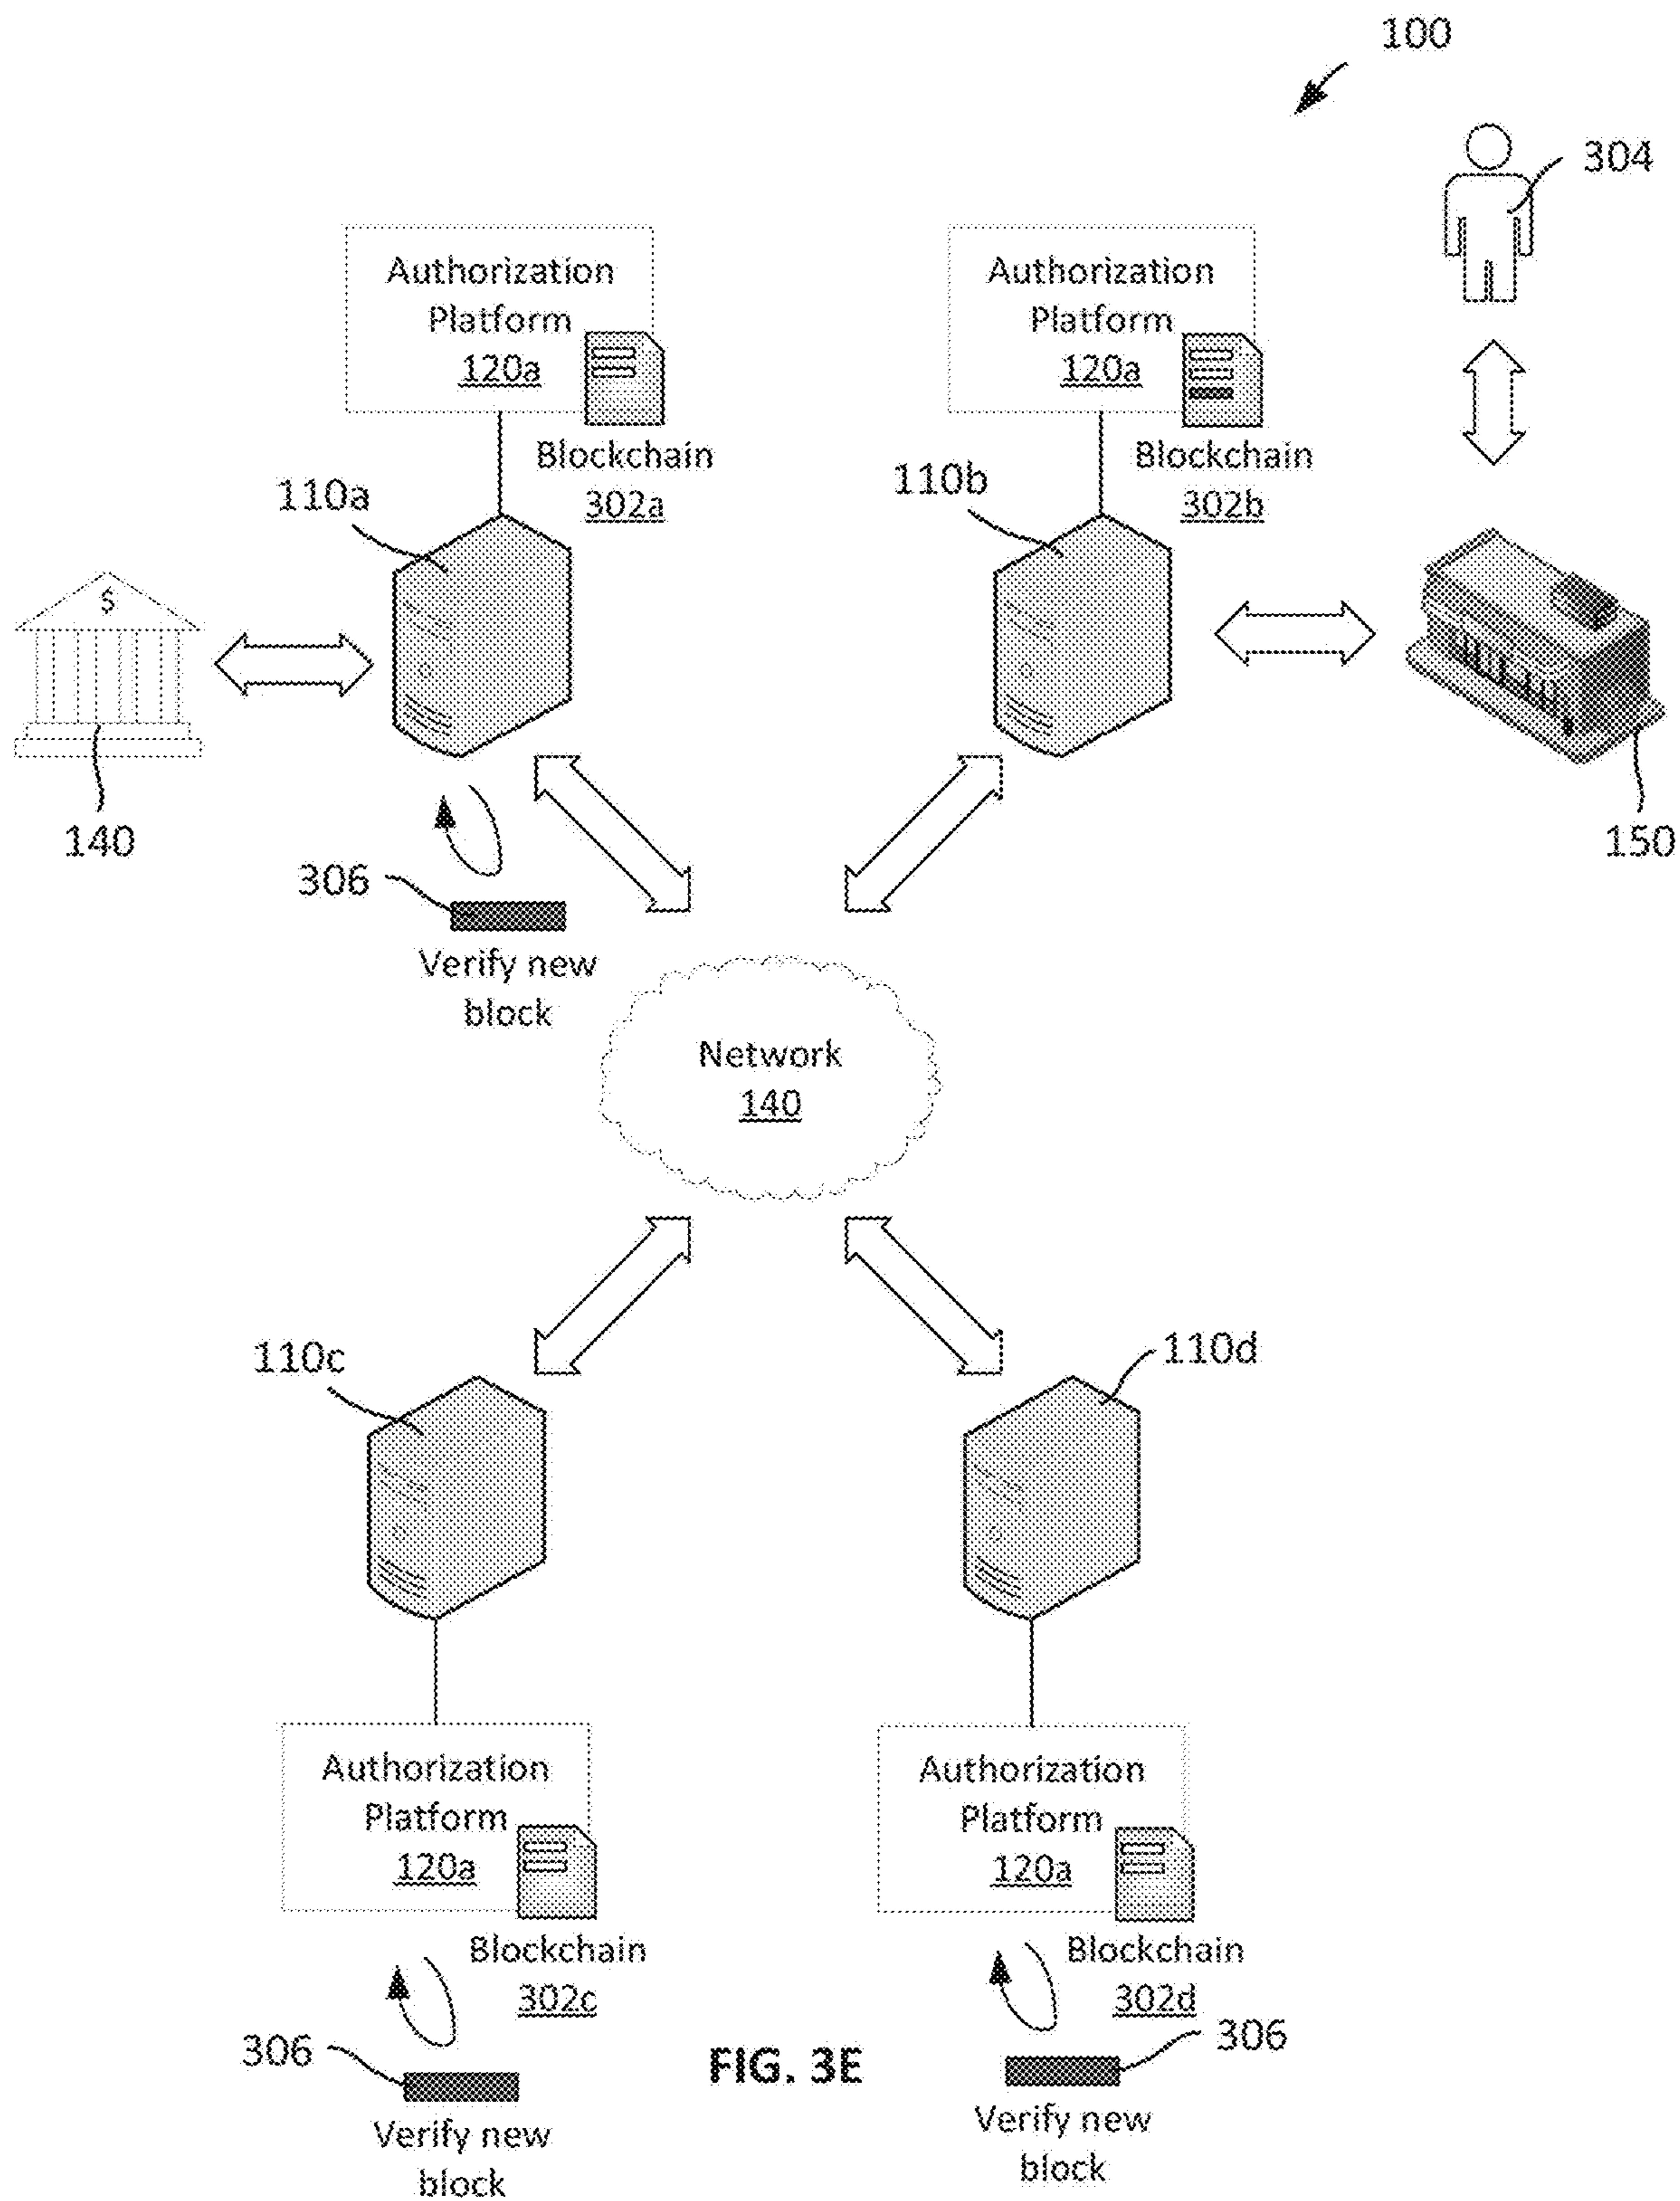 100
304
Authorization
Platform
120a
Blockchain
302a
Authorization
Platform
120a
Blockchain
302b
110a
110b
$
140
150
306
Verify new
block
Network
140
110c
110d
Authorization
Platform
120a
Blockchain
302c
Authorization
Platform
120a
Blockchain
302d
306
Verify new
block
FIG. 3E
306
Verify new
block